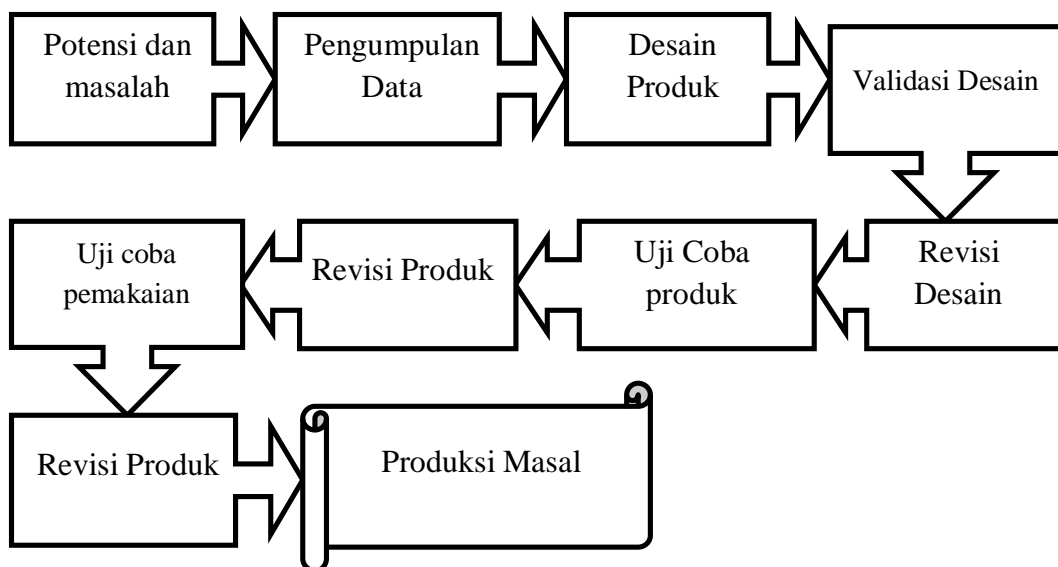 Potensi dan
masalah
Pengumpulan
Data
Desain
Produk
Validasi Desain
Revisi
Desain
Uji Coba
produk
Revisi Produk
Uji coba
pemakaian
Revisi Produk
Produksi Masal